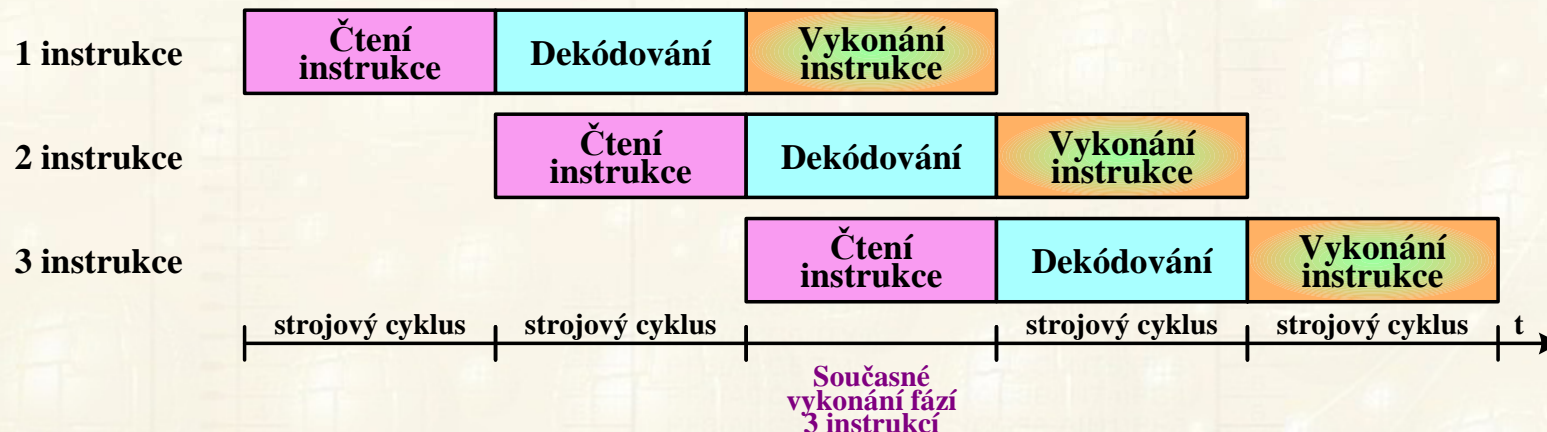 1 instrukce
Čtení
instrukce
Dekódování
Vykonání
instrukce
2 instrukce
Čtení
instrukce
Dekódování
Vykonání
instrukce
3 instrukce
Čtení
instrukce
Dekódování
Vykonání
instrukce
strojový cyklus
strojový cyklus
strojový cyklus
strojový cyklus
t
Současné
vykonání fází
3 instrukcí